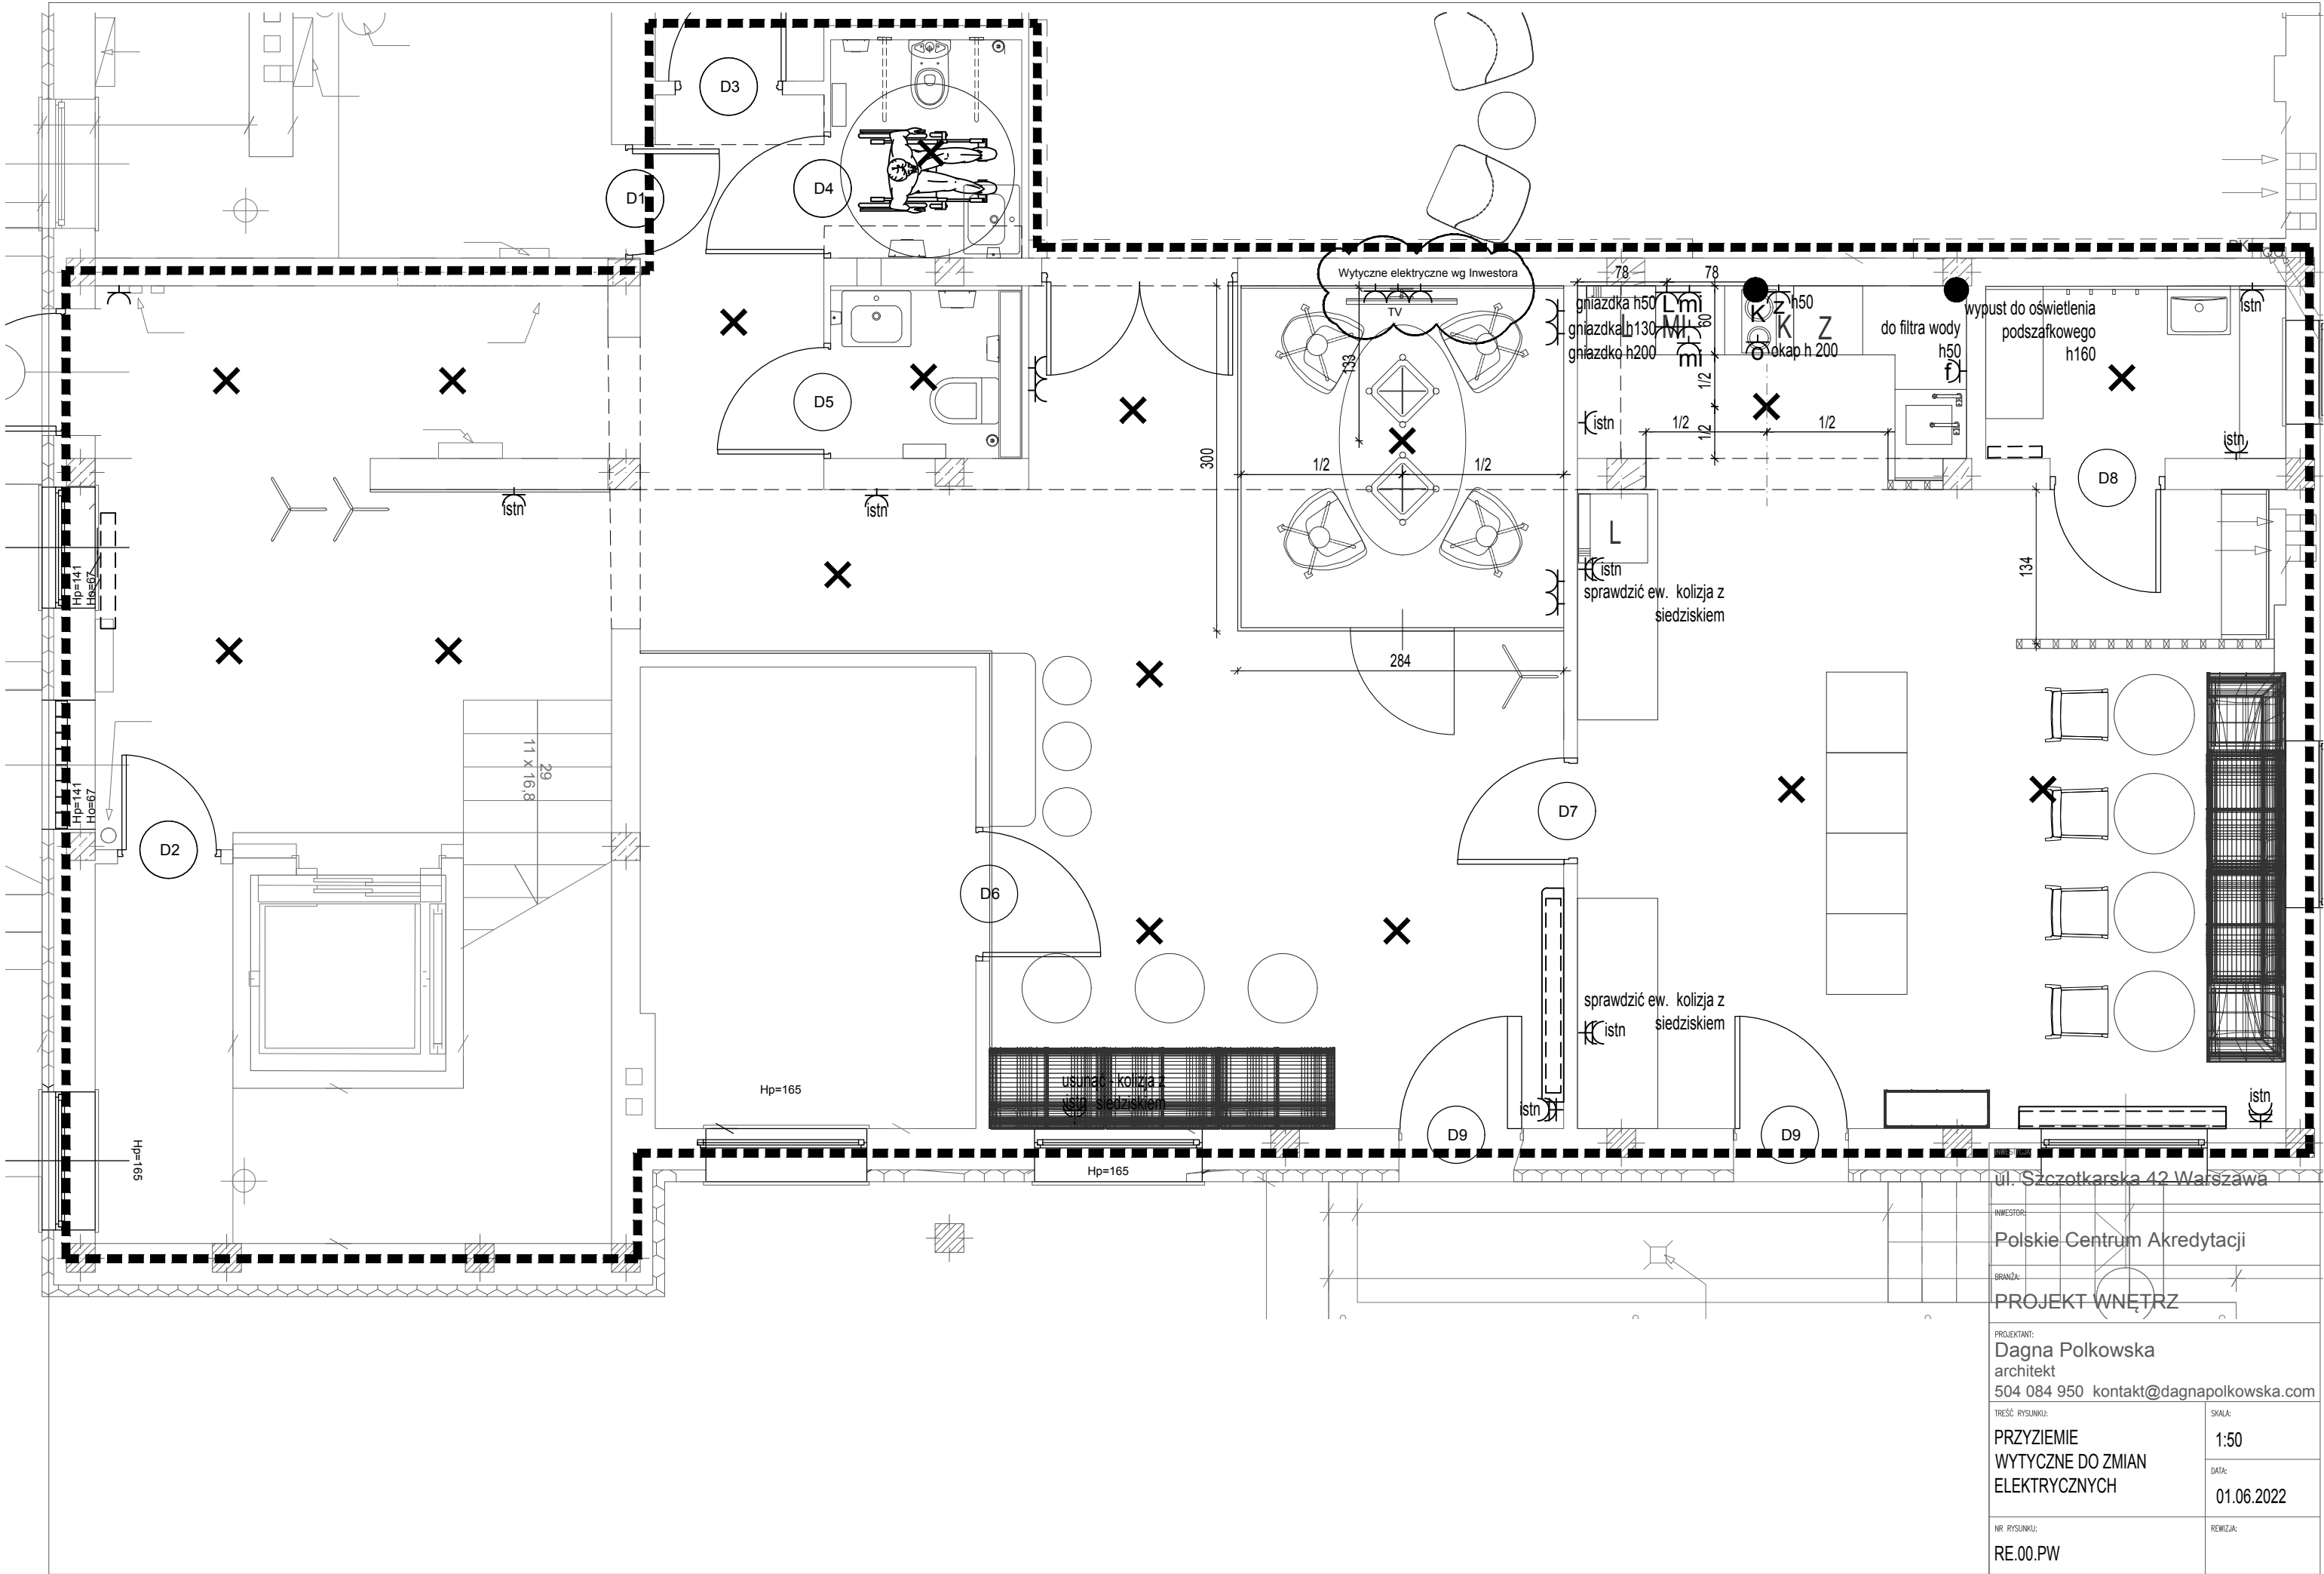 D3
D1
D4
D5
Wytyczne elektryczne wg Inwestora
TV
78
78
gniazdka h50
gniazdka h130
gniazdko h200
L mi
L
M
mi
60
K
Z h50
K
Z
o okap h 200
do filtra wody
h50
f
wypust do oświetlenia
podszafkowego
h160
istn
istn
istn
istn
istn
133
300
1/2
1/2
1/2
1/2
1/2
1/2
284
L
istn
sprawdzić ew. kolizja z
siedziskiem
D8
134
Hp=141
Ho=67
Hp=141
Ho=67
29
11 x 16,8
D2
D6
D7
sprawdzić ew. kolizja z
siedziskiem
istn
istn
usunąć - kolizja z
istn siedziskiem
Hp=165
Hp=165
Hp=165
D9
D9
istn
INWESTYCJA:
ul. Szczotkarska 42 Warszawa
INWESTOR:
Polskie Centrum Akredytacji
BRANŻA:
PROJEKT WNĘTRZ
PROJEKTANT:
Dagna Polkowska
architekt
504 084 950 kontakt@dagnapolkowska.com
TREŚĆ RYSUNKU:
PRZYZIEMIE
WYTYCZNE DO ZMIAN
ELEKTRYCZNYCH
SKALA:
1:50
DATA:
01.06.2022
NR RYSUNKU:
RE.00.PW
REWIZJA: